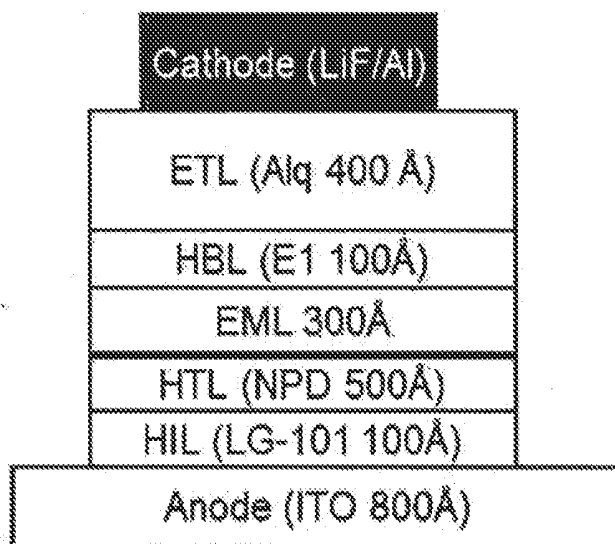 Cathode (LiF/Al)
ETL (Alq 400 Å)
HBL (E1 100Å)
EML 300Å
HTL (NPD 500Å)
HIL (LG-101 100Å)
Anode (ITO 800Å)